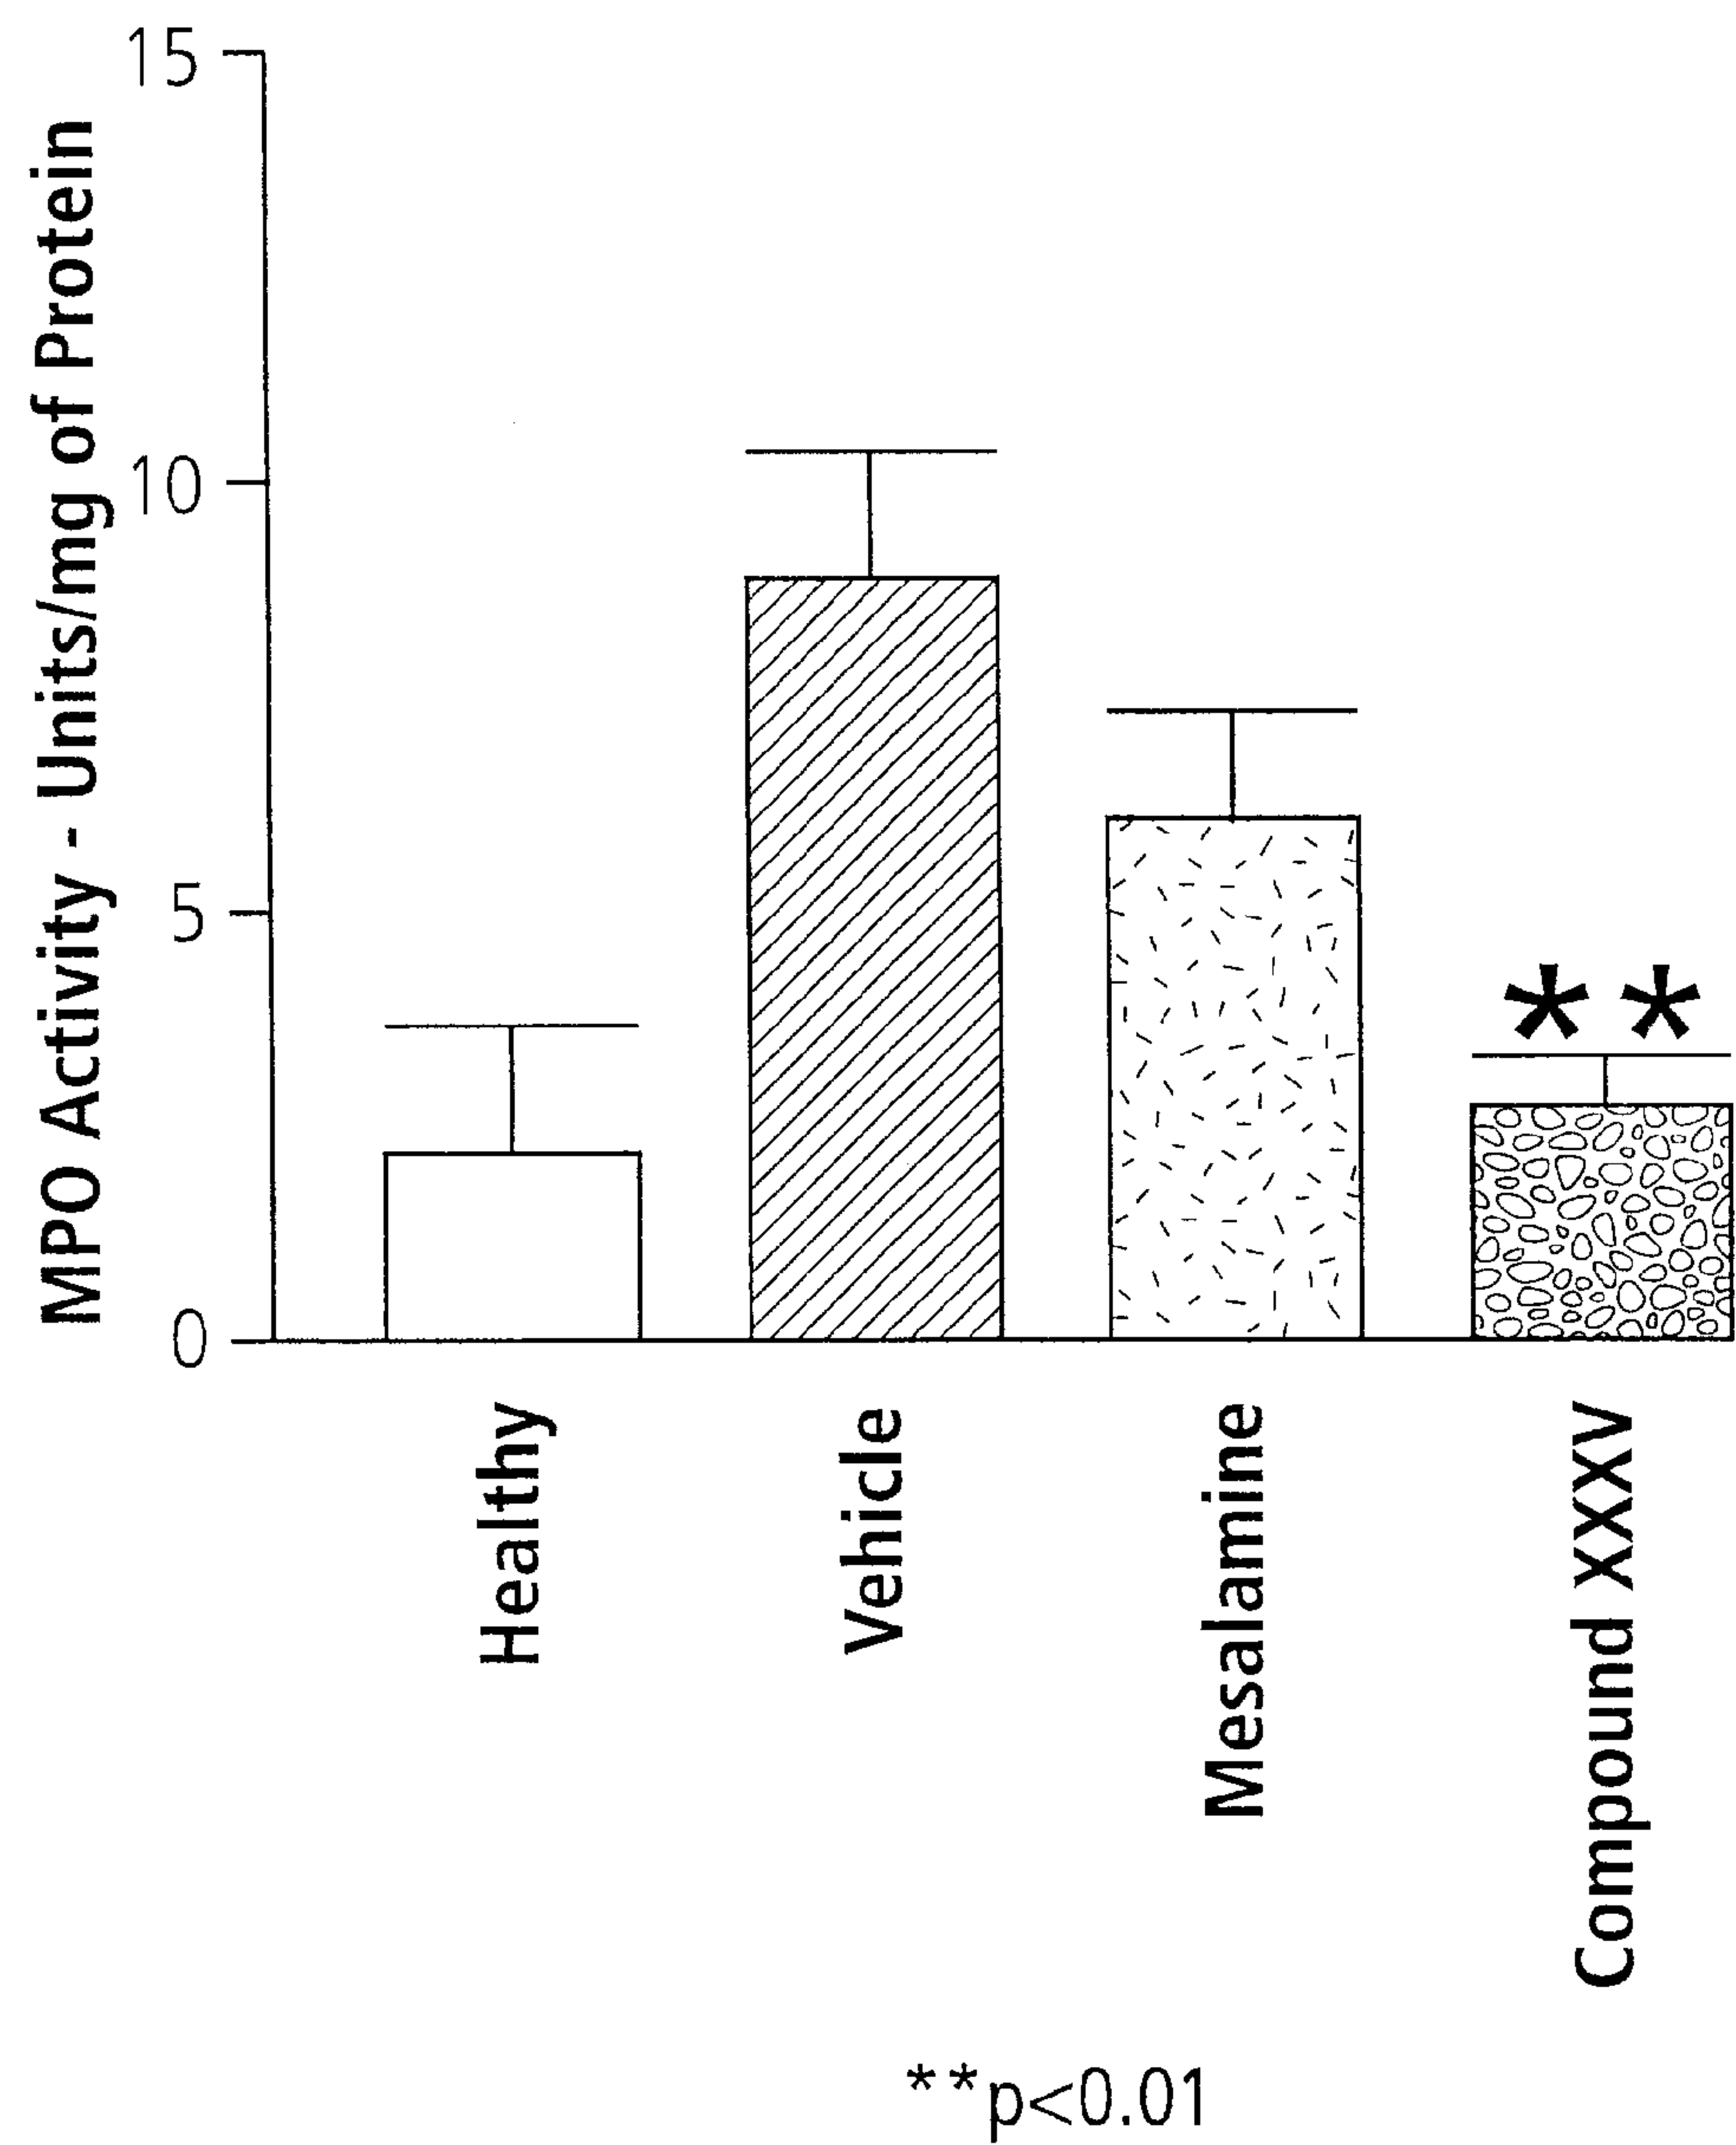 MPO Activity - Units/mg of Protein
15
10
5
0
**
Healthy
Vehicle
Mesalamine
Compound XXXV
**p<0.01